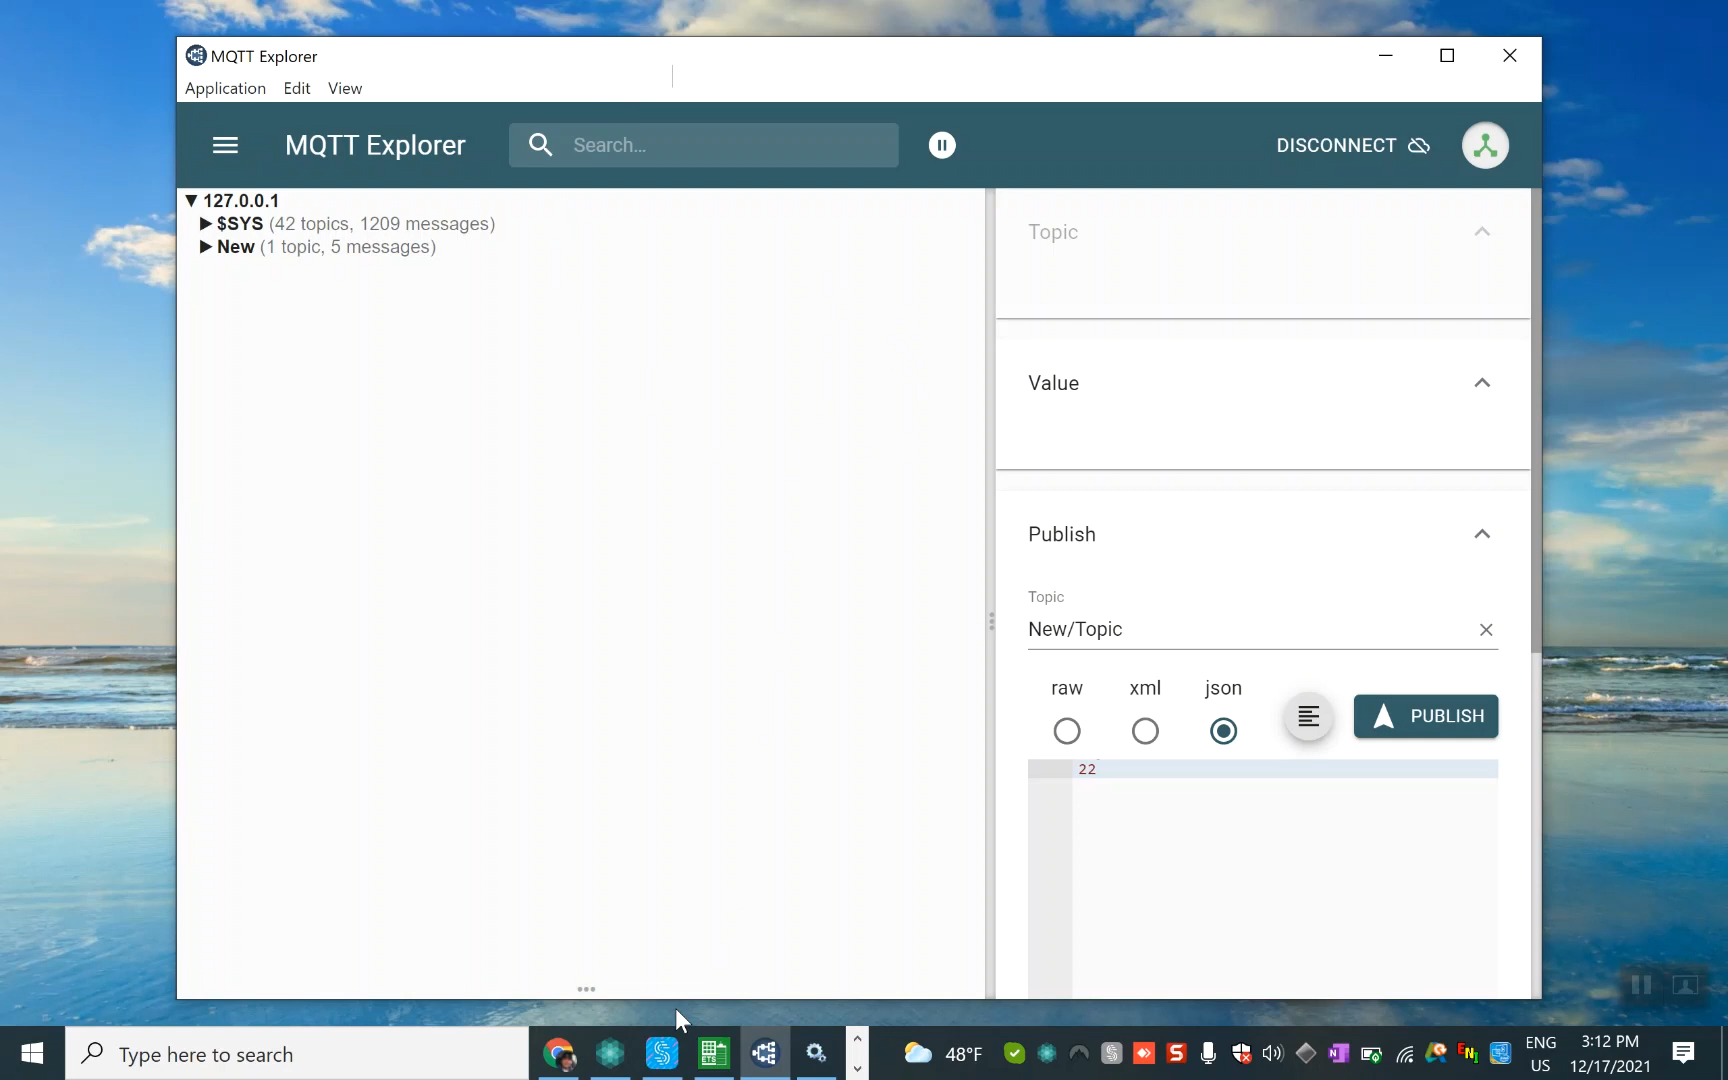 MQTT Explorer
Application Edit View
MQTT Explorer
Search...
DISCONNECT
▼ 127.0.0.1
▶ $SYS (42 topics, 1209 messages)
▶ New (1 topic, 5 messages)
Topic
Value
Publish
Topic
New/Topic
raw xml json
PUBLISH
22
Type here to search
ETS
48°F
ENG
US
3:12 PM
12/17/2021